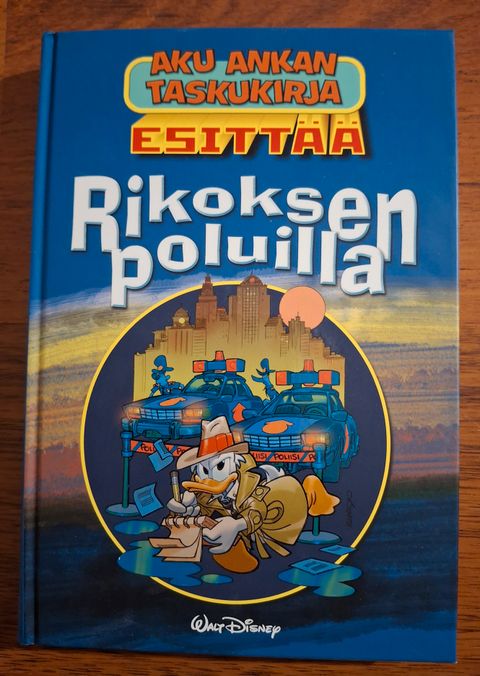 AKU ANKAN
TASKUKIRJA
ESITTÄÄ
Rikoksen
poluilla
POLIISI POLIISI
WALT DISNEY